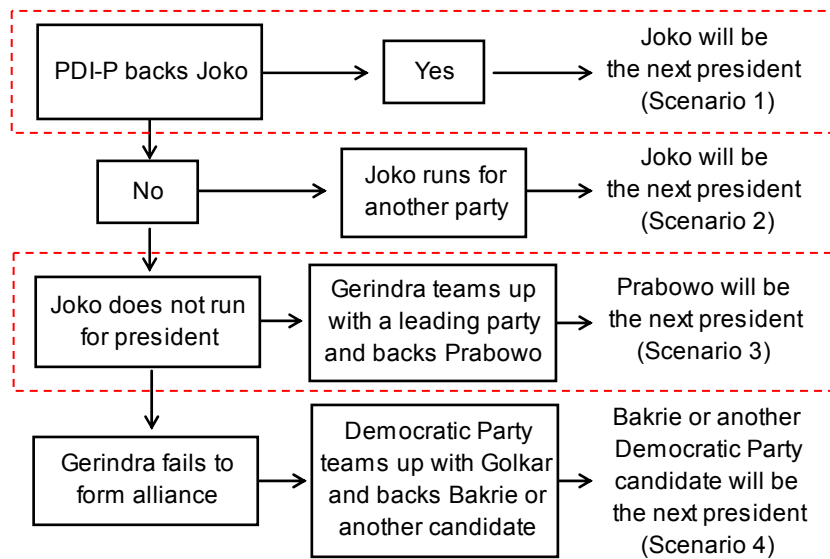 PDI-P backs Joko
Yes
Joko will be
the next president
(Scenario 1)
No
Joko runs for
another party
Joko will be
the next president
(Scenario 2)
Joko does not run
for president
Gerindra teams up
with a leading party
and backs Prabowo
Prabowo will be
the next president
(Scenario 3)
Gerindra fails to
form alliance
Democratic Party
teams up with Golkar
and backs Bakrie or
another candidate
Bakrie or another
Democratic Party
candidate will be
the next president
(Scenario 4)